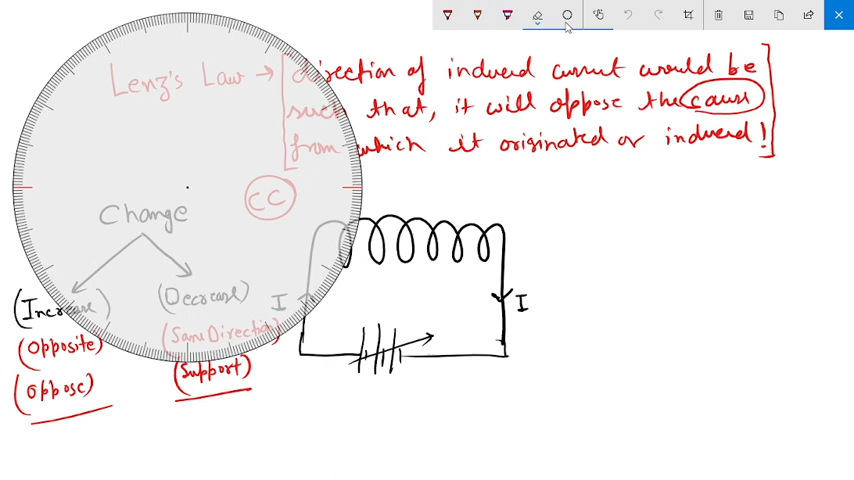 Lenz's Law → [Direction of induced current would be
such that, it will oppose the cause
from which it originated or induced!]
CC
Change
(Increase)
(Decrease)
I
I
(Opposite)
(Same Direction)
(Oppose)
(Support)